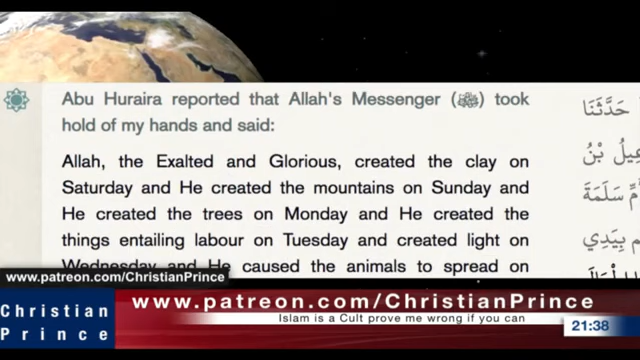 Abu Huraira reported that Allah's Messenger (ﷺ) took
hold of my hands and said:
Allah, the Exalted and Glorious, created the clay on
Saturday and He created the mountains on Sunday and
He created the trees on Monday and He created the
things entailing labour on Tuesday and created light on
Wednesday and He caused the animals to spread on
حَدَّثَنَا
عِيلُ بْنُ
أُمِّ سَلَمَةَ
بِيَدِي
www.patreon.com/ChristianPrince
www.patreon.com/ChristianPrince
Islam is a Cult prove me wrong if you can
Christian
Prince
21:38